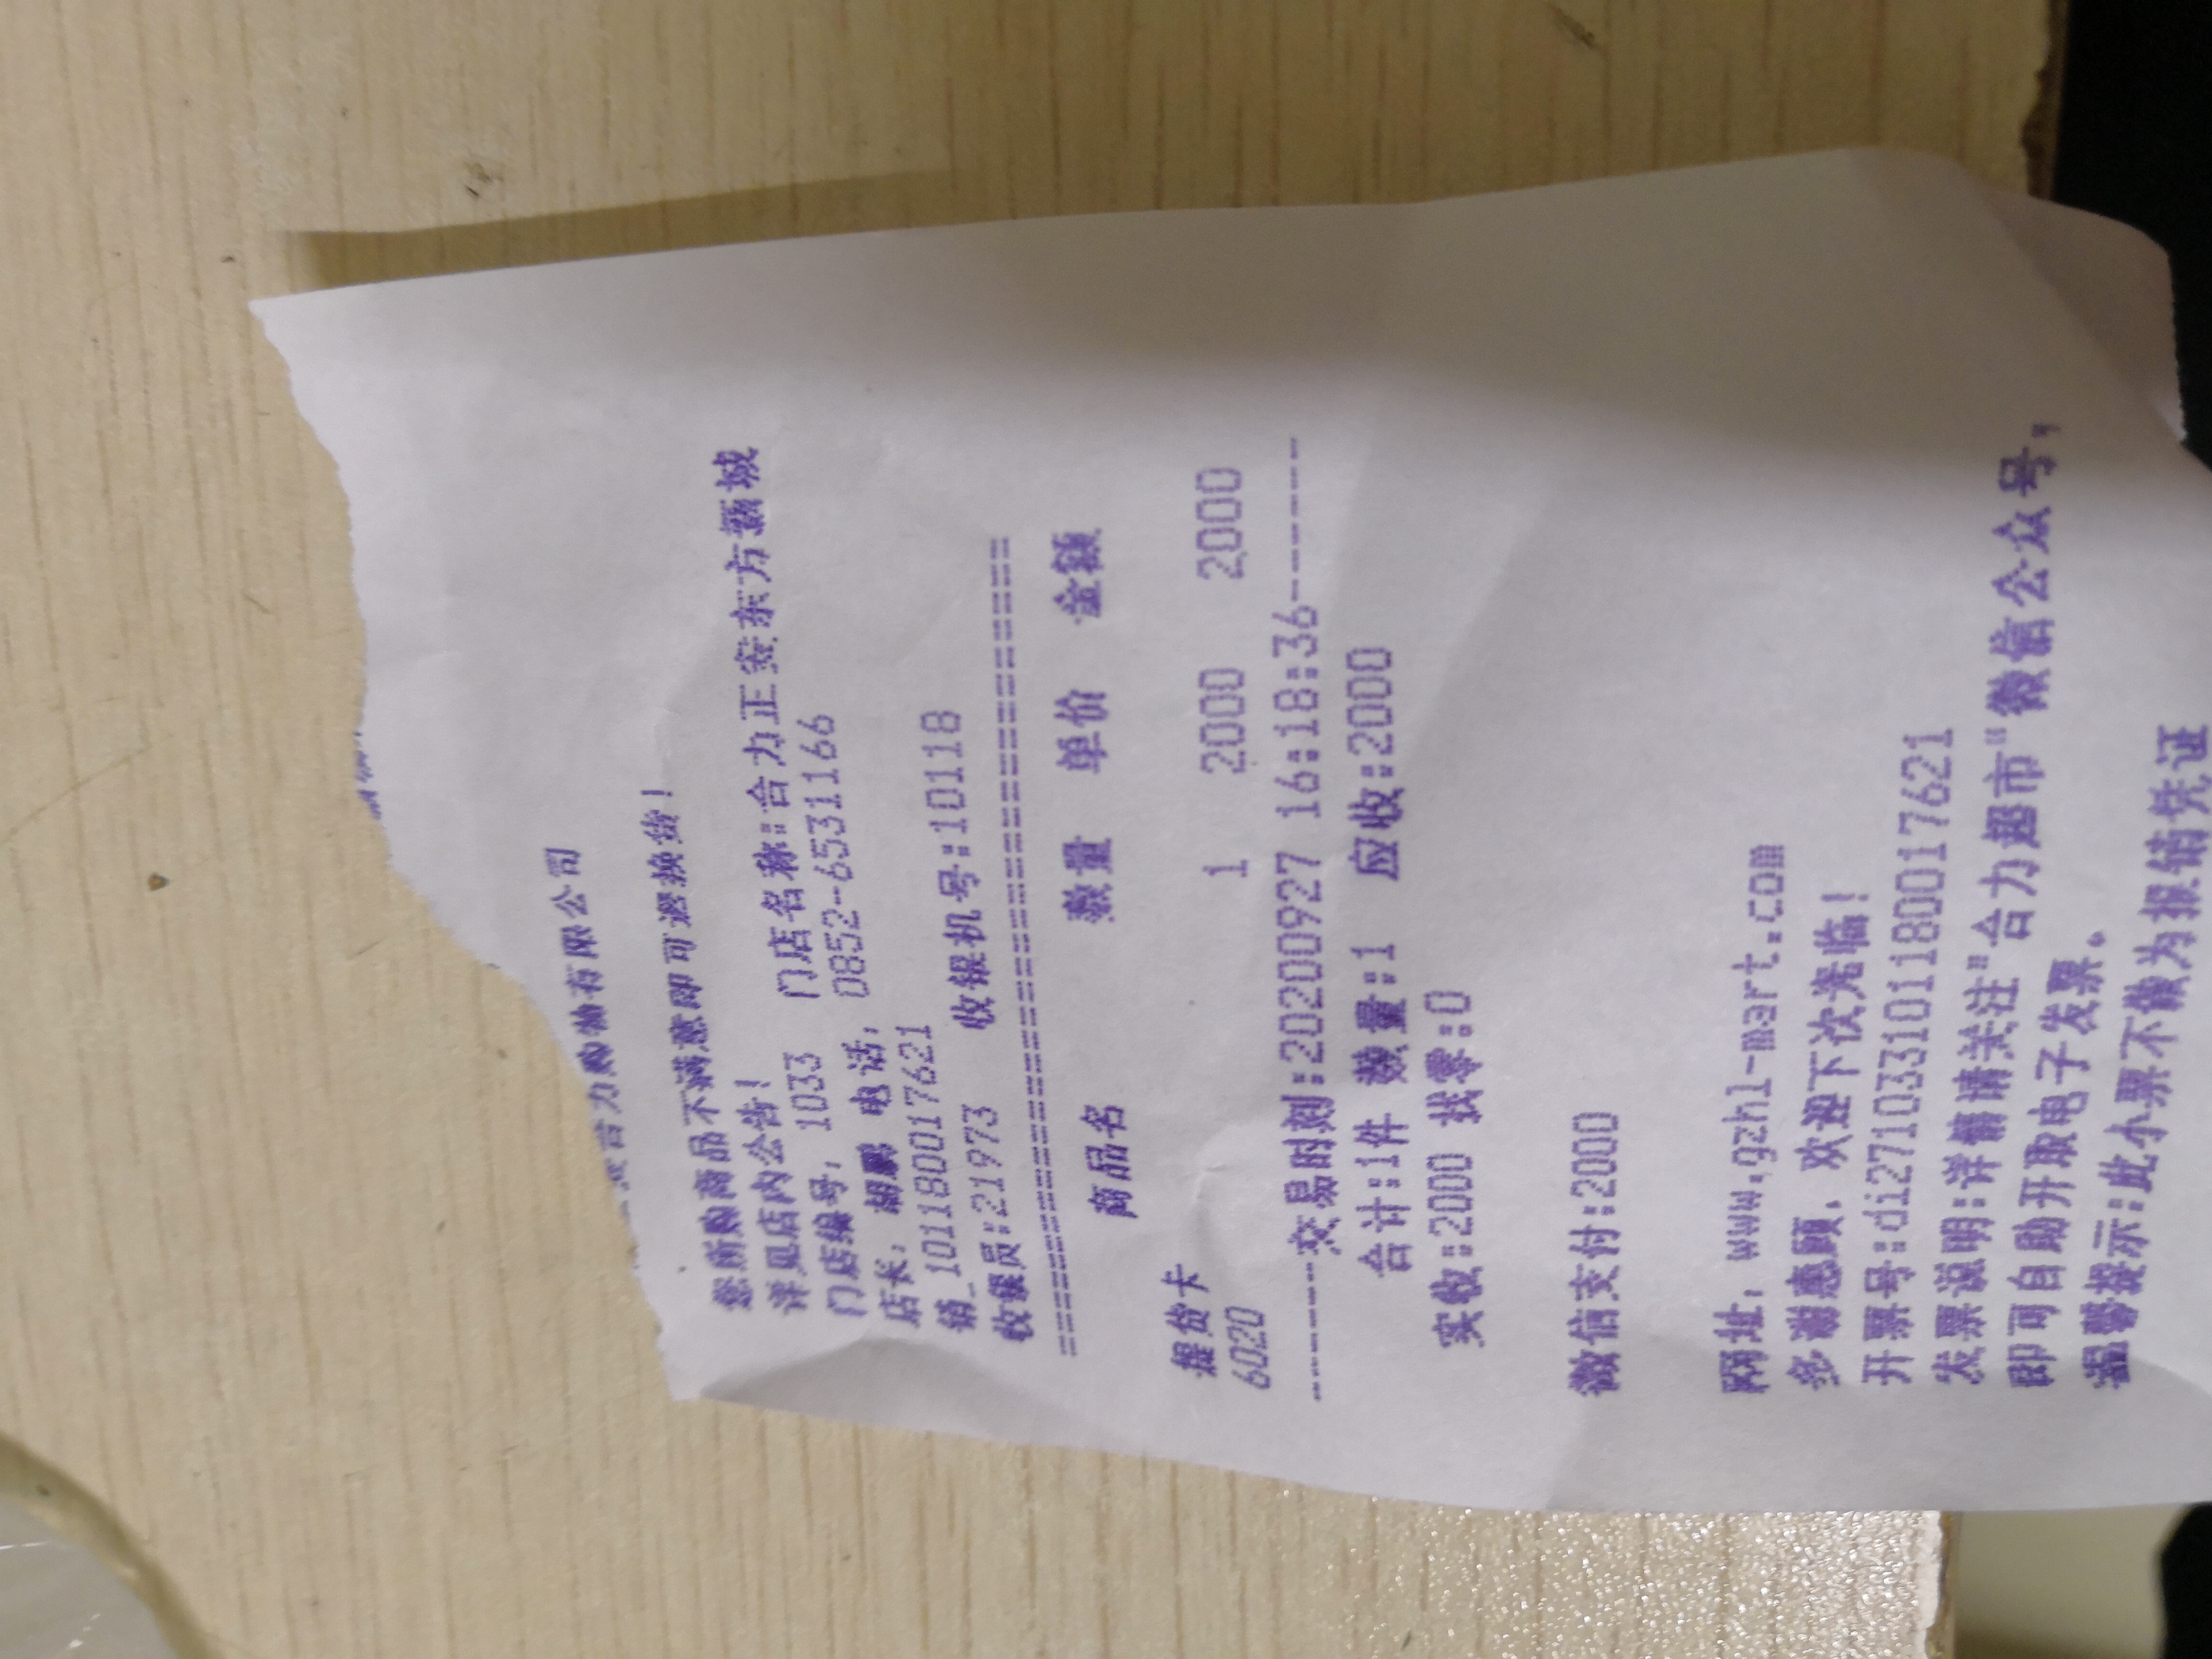 合力购物有限公司
您所购商品不满意即可退换货!
详见店内公告!
门店编号: 1033 门店名称:合力正安东方新城
店长: 胡鹏 电话: 0852-6531166
销_1011800017621
收银员:21973 收银机号:10118
================================
商品名 数量 单价 金额
提货卡
6020 1 2000 2000
-------交易时刻:20200927 16:18:36-------
合计:1件 数量:1 应收:2000
实收:2000 找零:0
微信支付:2000
网址: www.gzhl-mart.com
多谢惠顾, 欢迎下次光临!
开票号:di271033101180017621
发票说明:详情请关注"合力超市"微信公众号,
即可自助开取电子发票。
温馨提示:此小票不做为报销凭证